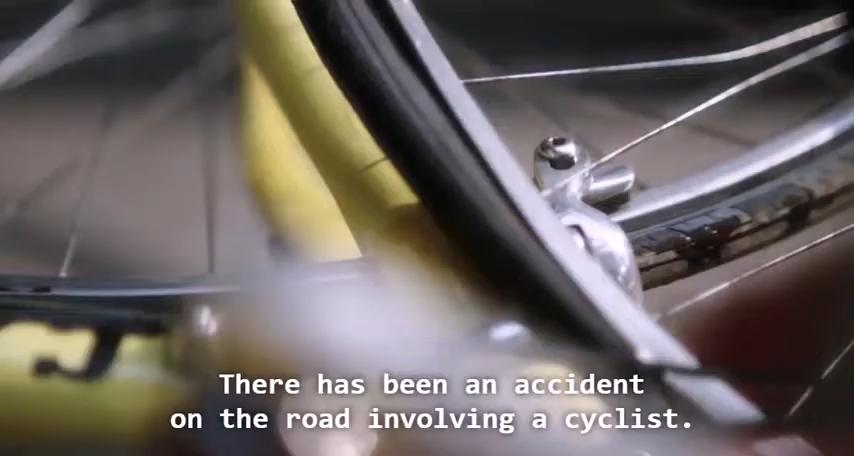 There has been an accident
on the road involving a cyclist.